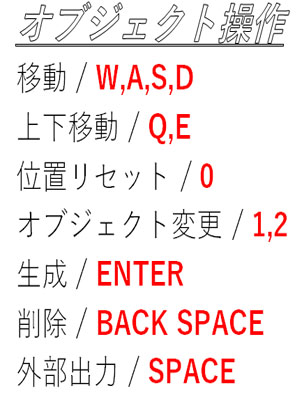 オブジェクト操作
移動 / W,A,S,D
上下移動 / Q,E
位置リセット / 0
オブジェクト変更 / 1,2
生成 / ENTER
削除 / BACK SPACE
外部出力 / SPACE